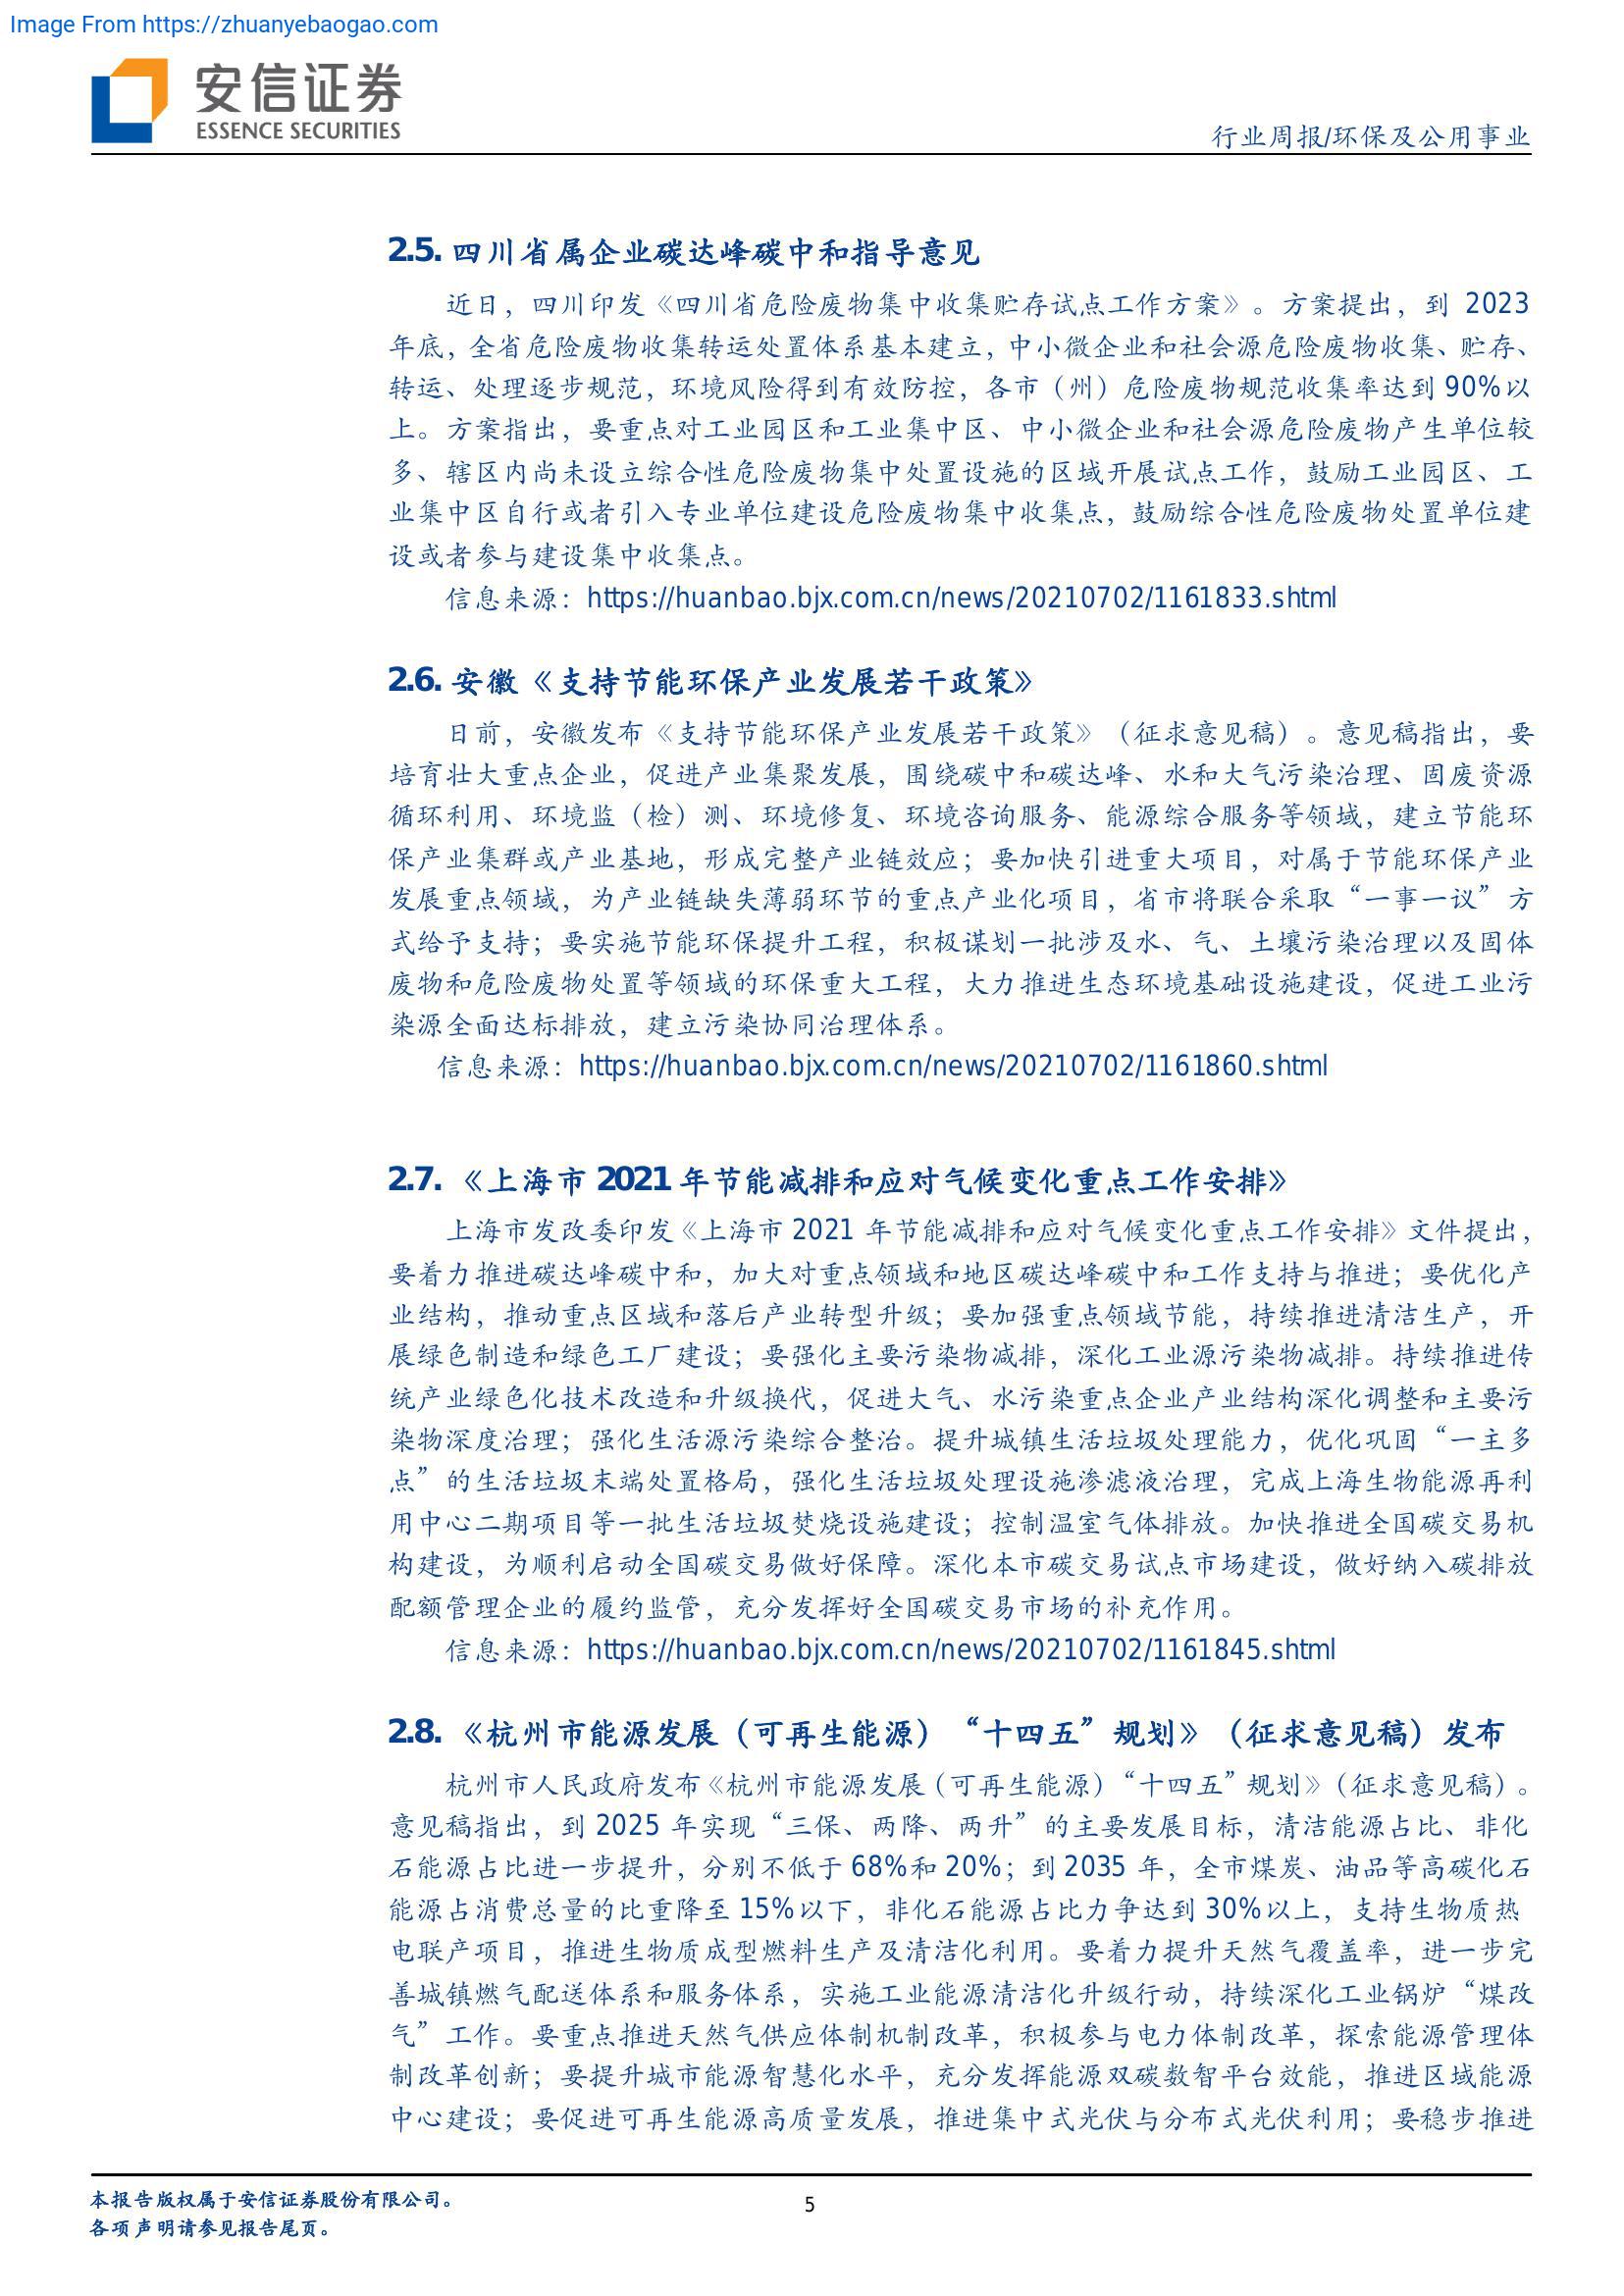 Image From https://zhuanyebaogao.com
安信证券
ESSENCE SECURITIES
行业周报/环保及公用事业
2.5. 四川省属企业碳达峰碳中和指导意见
近日，四川印发《四川省危险废物集中收集贮存试点工作方案》。方案提出，到 2023
年底，全省危险废物收集转运处置体系基本建立，中小微企业和社会源危险废物收集、贮存、
转运、处理逐步规范，环境风险得到有效防控，各市（州）危险废物规范收集率达到 90%以
上。方案指出，要重点对工业园区和工业集中区、中小微企业和社会源危险废物产生单位较
多、辖区内尚未设立综合性危险废物集中处置设施的区域开展试点工作，鼓励工业园区、工
业集中区自行或者引入专业单位建设危险废物集中收集点，鼓励综合性危险废物处置单位建
设或者参与建设集中收集点。
信息来源：https://huanbao.bjx.com.cn/news/20210702/1161833.shtml
2.6. 安徽《支持节能环保产业发展若干政策》
日前，安徽发布《支持节能环保产业发展若干政策》（征求意见稿）。意见稿指出，要
培育壮大重点企业，促进产业集聚发展，围绕碳中和碳达峰、水和大气污染治理、固废资源
循环利用、环境监（检）测、环境修复、环境咨询服务、能源综合服务等领域，建立节能环
保产业集群或产业基地，形成完整产业链效应；要加快引进重大项目，对属于节能环保产业
发展重点领域，为产业链缺失薄弱环节的重点产业化项目，省市将联合采取“一事一议”方
式给予支持；要实施节能环保提升工程，积极谋划一批涉及水、气、土壤污染治理以及固体
废物和危险废物处置等领域的环保重大工程，大力推进生态环境基础设施建设，促进工业污
染源全面达标排放，建立污染协同治理体系。
信息来源：https://huanbao.bjx.com.cn/news/20210702/1161860.shtml
2.7. 《上海市 2021 年节能减排和应对气候变化重点工作安排》
上海市发改委印发《上海市 2021 年节能减排和应对气候变化重点工作安排》文件提出，
要着力推进碳达峰碳中和，加大对重点领域和地区碳达峰碳中和工作支持与推进；要优化产
业结构，推动重点区域和落后产业转型升级；要加强重点领域节能，持续推进清洁生产，开
展绿色制造和绿色工厂建设；要强化主要污染物减排，深化工业源污染物减排。持续推进传
统产业绿色化技术改造和升级换代，促进大气、水污染重点企业产业结构深化调整和主要污
染物深度治理；强化生活源污染综合整治。提升城镇生活垃圾处理能力，优化巩固“一主多
点”的生活垃圾末端处置格局，强化生活垃圾处理设施渗滤液治理，完成上海生物能源再利
用中心二期项目等一批生活垃圾焚烧设施建设；控制温室气体排放。加快推进全国碳交易机
构建设，为顺利启动全国碳交易做好保障。深化本市碳交易试点市场建设，做好纳入碳排放
配额管理企业的履约监管，充分发挥好全国碳交易市场的补充作用。
信息来源：https://huanbao.bjx.com.cn/news/20210702/1161845.shtml
2.8. 《杭州市能源发展（可再生能源）“十四五”规划》（征求意见稿）发布
杭州市人民政府发布《杭州市能源发展（可再生能源）“十四五”规划》（征求意见稿）。
意见稿指出，到 2025 年实现“三保、两降、两升”的主要发展目标，清洁能源占比、非化
石能源占比进一步提升，分别不低于 68%和 20%；到 2035 年，全市煤炭、油品等高碳化石
能源占消费总量的比重降至 15%以下，非化石能源占比力争达到 30%以上，支持生物质热
电联产项目，推进生物质成型燃料生产及清洁化利用。要着力提升天然气覆盖率，进一步完
善城镇燃气配送体系和服务体系，实施工业能源清洁化升级行动，持续深化工业锅炉“煤改
气”工作。要重点推进天然气供应体制机制改革，积极参与电力体制改革，探索能源管理体
制改革创新；要提升城市能源智慧化水平，充分发挥能源双碳数智平台效能，推进区域能源
中心建设；要促进可再生能源高质量发展，推进集中式光伏与分布式光伏利用；要稳步推进
本报告版权属于安信证券股份有限公司。
各项声明请参见报告尾页。
5